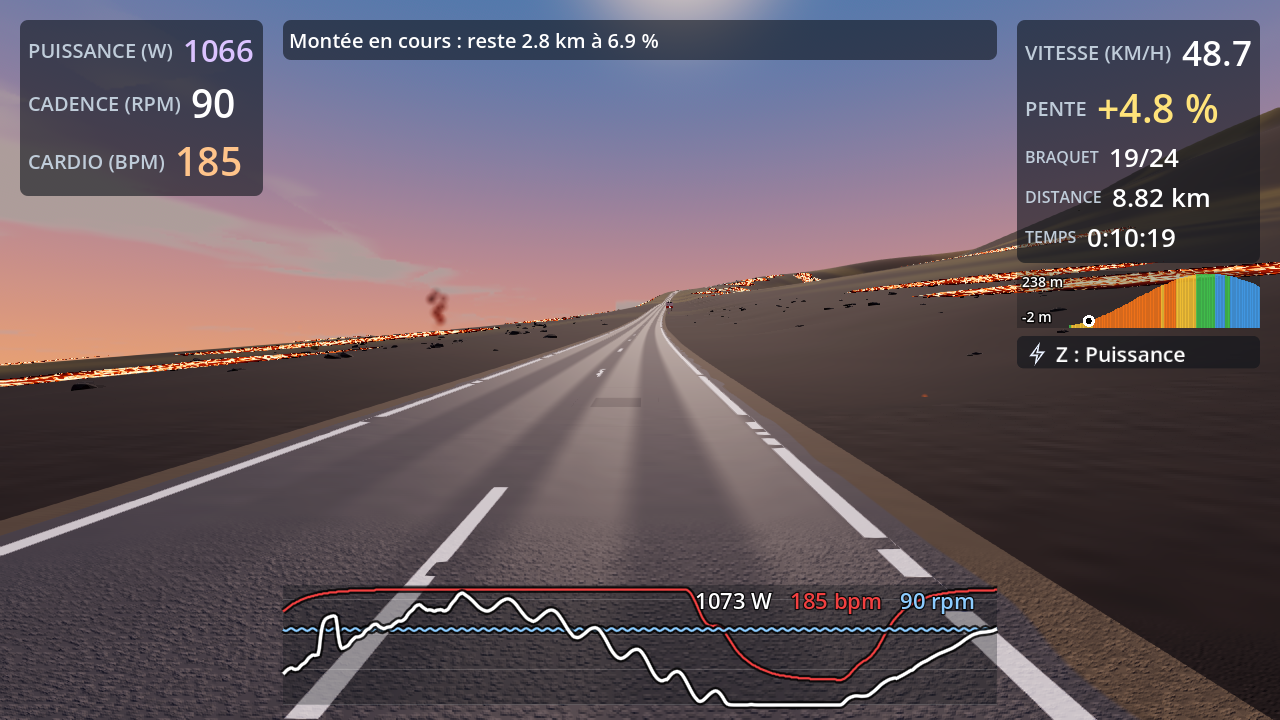 PUISSANCE (W) 1066
CADENCE (RPM) 90
CARDIO (BPM) 185
Montée en cours : reste 2.8 km à 6.9 %
VITESSE (KM/H) 48.7
PENTE +4.8 %
BRAQUET 19/24
DISTANCE 8.82 km
TEMPS 0:10:19
238 m
-2 m
Z : Puissance
1073 W 185 bpm 90 rpm